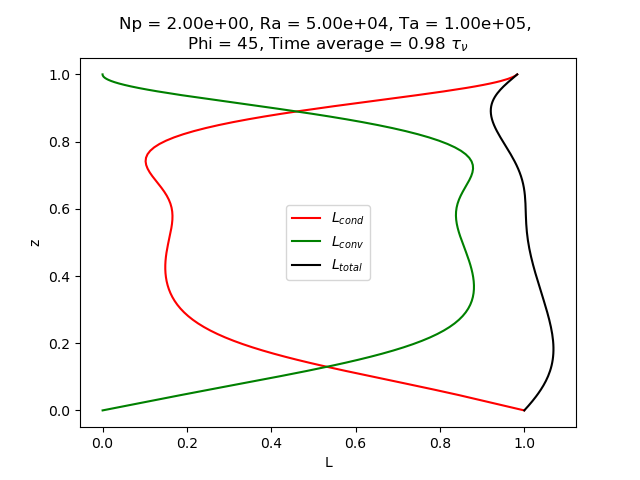 Np = 2.00e+00, Ra = 5.00e+04, Ta = 1.00e+05,
Phi = 45, Time average = 0.98 τ_ν
1.0
0.8
0.6
0.4
0.2
0.0
z
L_cond
L_conv
L_total
0.0 0.2 0.4 0.6 0.8 1.0
L